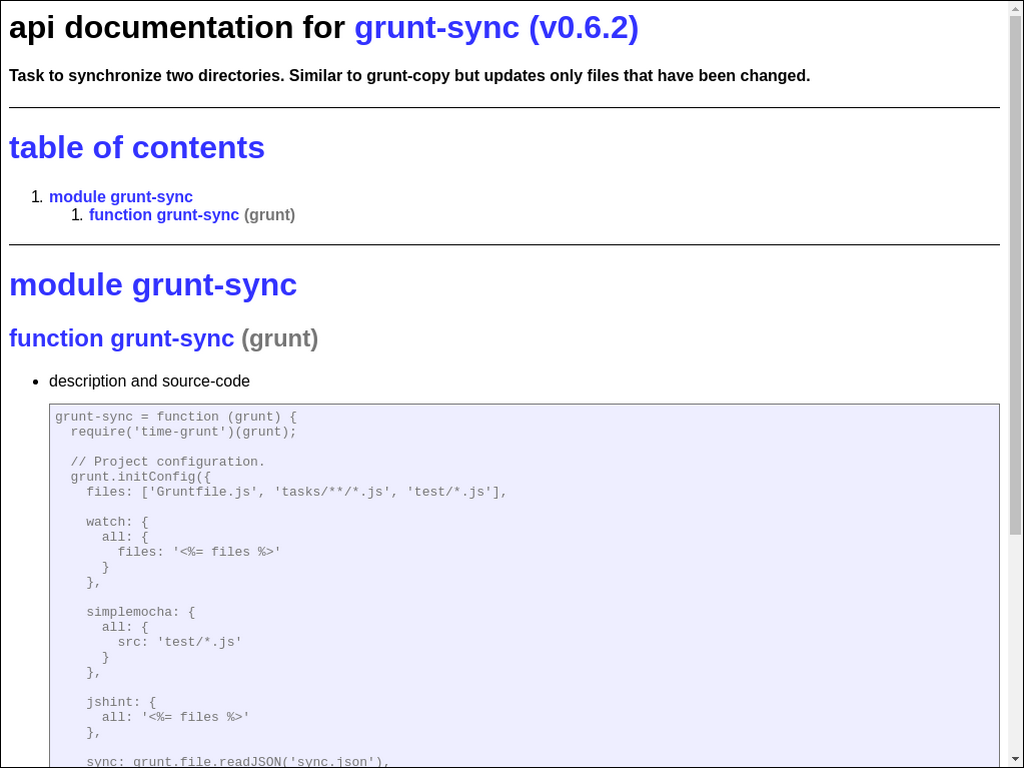 api documentation for grunt-sync (v0.6.2)
Task to synchronize two directories. Similar to grunt-copy but updates only files that have been changed.
table of contents
1. module grunt-sync
1. function grunt-sync (grunt)
module grunt-sync
function grunt-sync (grunt)
• description and source-code
grunt-sync = function (grunt) {
  require('time-grunt')(grunt);
  // Project configuration.
  grunt.initConfig({
    files: ['Gruntfile.js', 'tasks/**/*.js', 'test/*.js'],
    watch: {
      all: {
        files: '<%= files %>'
      }
    },
    simplemocha: {
      all: {
        src: 'test/*.js'
      }
    },
    jshint: {
      all: '<%= files %>'
    },
    sync: grunt.file.readJSON('sync.json'),